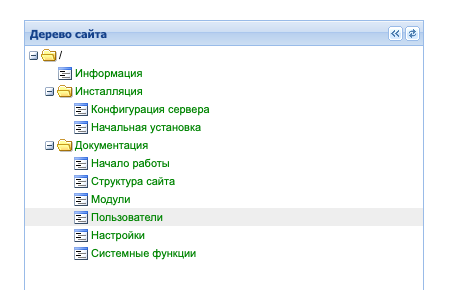 Дерево сайта
/
Информация
Инсталляция
Конфигурация сервера
Начальная установка
Документация
Начало работы
Структура сайта
Модули
Пользователи
Настройки
Системные функции